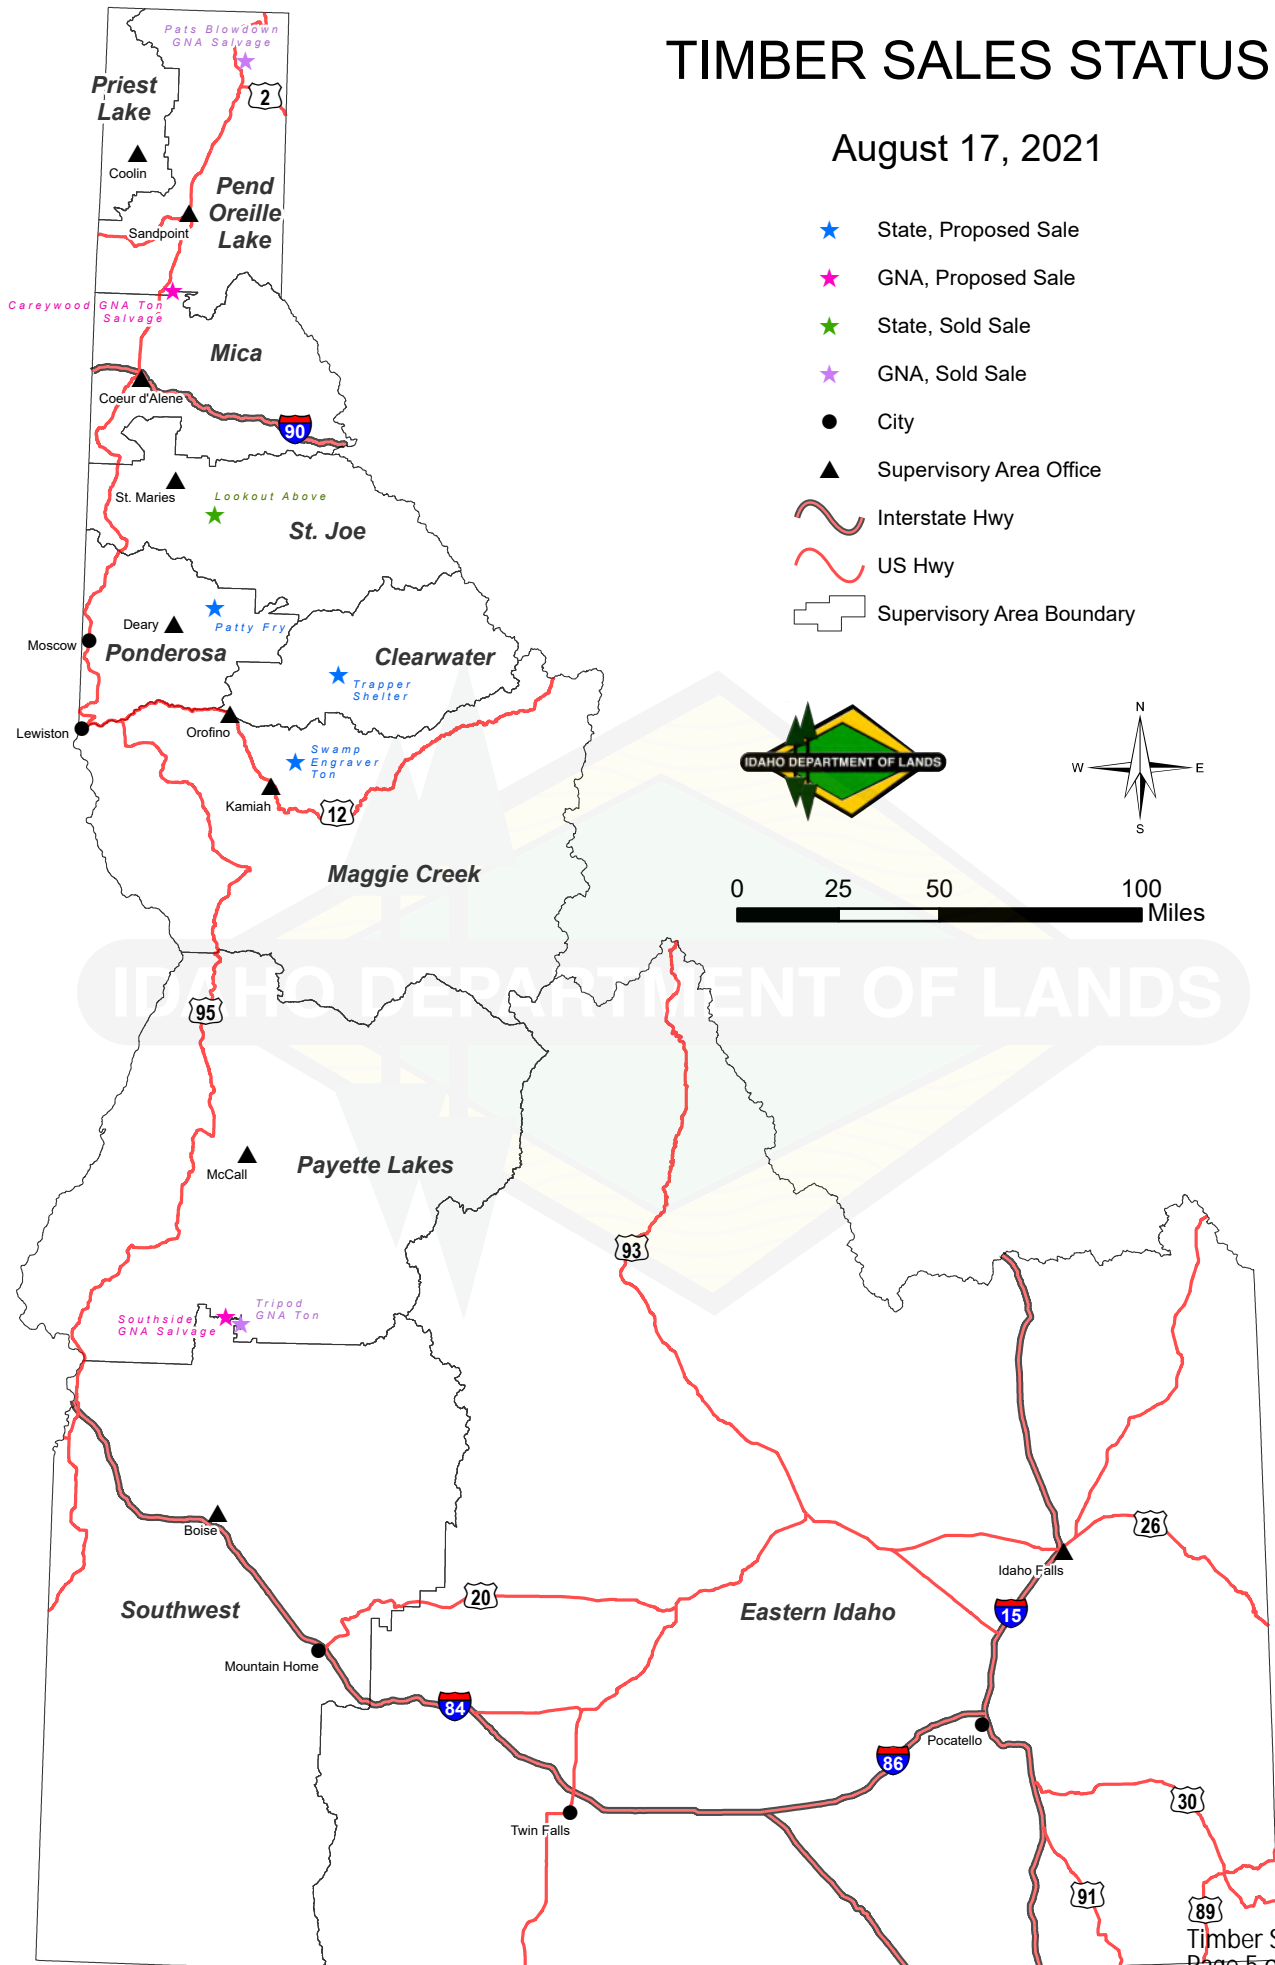 TIMBER SALES STATUS
August 17, 2021
State, Proposed Sale
GNA, Proposed Sale
State, Sold Sale
GNA, Sold Sale
City
Supervisory Area Office
Interstate Hwy
US Hwy
Supervisory Area Boundary
IDAHO DEPARTMENT OF LANDS
N
W
E
S
0
25
50
100
Miles
Pats Blowdown
GNA Salvage
2
Priest
Lake
Coolin
Pend
Oreille
Lake
Sandpoint
Careywood GNA Ton
Salvage
Mica
Coeur d'Alene
90
St. Maries
Lookout Above
St. Joe
Deary
Patty Fry
Moscow
Ponderosa
Clearwater
Trapper
Shelter
Lewiston
Orofino
Swamp
Engraver
Ton
Kamiah
12
Maggie Creek
IDAHO DEPARTMENT OF LANDS
95
McCall
Payette Lakes
93
Tripod
GNA Ton
Southside
GNA Salvage
Boise
26
Idaho Falls
20
Southwest
Eastern Idaho
15
Mountain Home
84
Pocatello
86
30
Twin Falls
91
89
Timber S